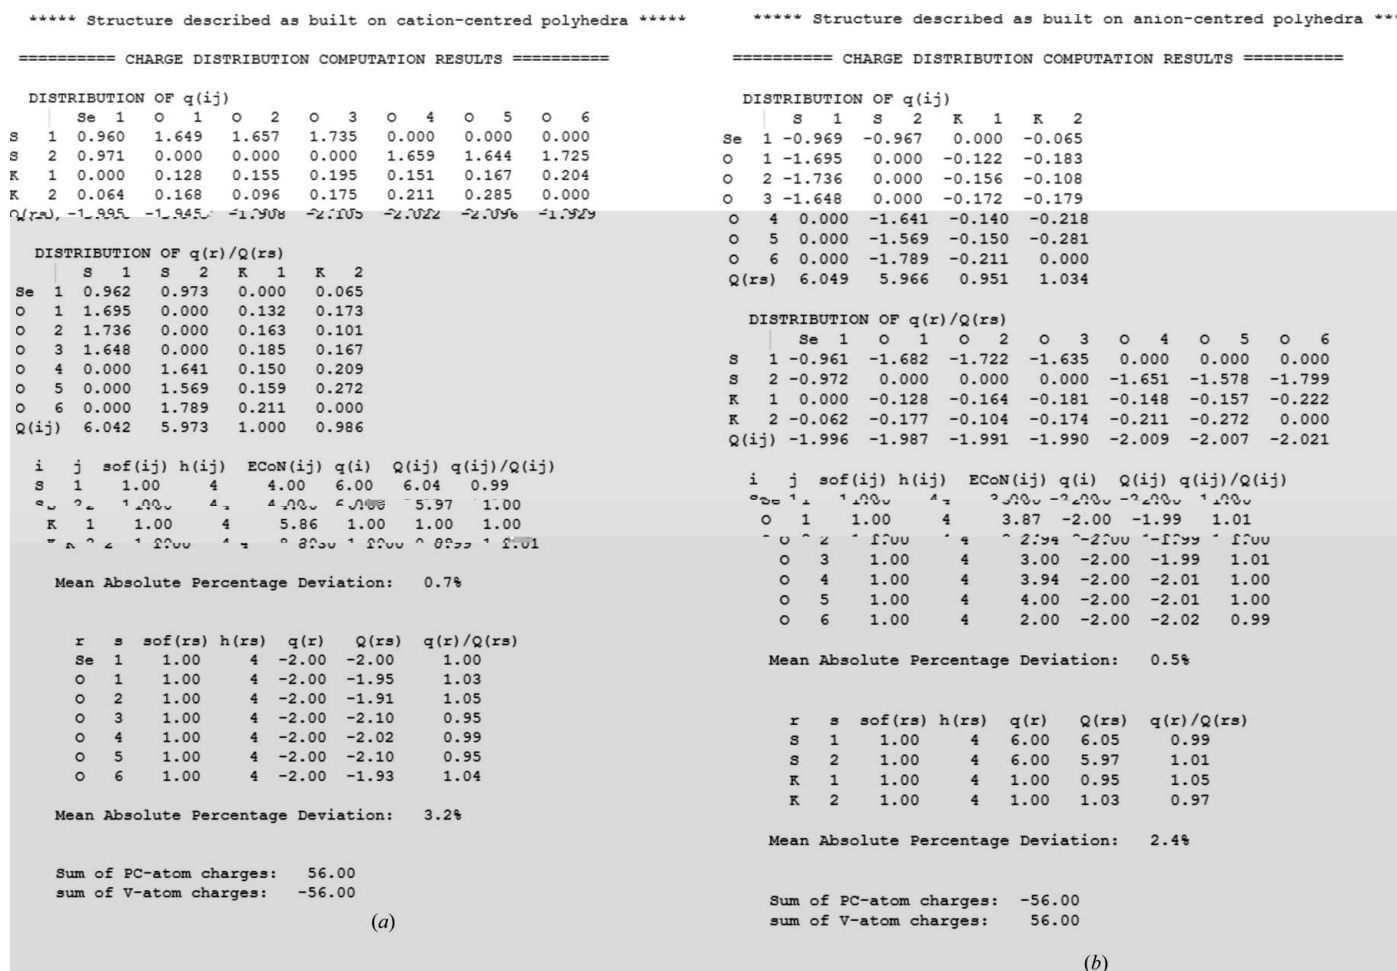 ***** Structure described as built on cation-centred polyhedra *****
========== CHARGE DISTRIBUTION COMPUTATION RESULTS ==========
DISTRIBUTION OF q(ij)
Se 1 O 1 O 2 O 3 O 4 O 5 O 6
S 1 0.960 1.649 1.657 1.735 0.000 0.000 0.000
S 2 0.971 0.000 0.000 0.000 1.659 1.644 1.725
K 1 0.000 0.128 0.155 0.195 0.151 0.167 0.204
K 2 0.064 0.168 0.096 0.175 0.211 0.285 0.000
Q(rs) -1.995 -1.945 -1.908 -2.105 -2.022 -2.096 -1.929
DISTRIBUTION OF q(r)/Q(rs)
S 1 S 2 K 1 K 2
Se 1 0.962 0.973 0.000 0.065
O 1 1.695 0.000 0.132 0.173
O 2 1.736 0.000 0.163 0.101
O 3 1.648 0.000 0.185 0.167
O 4 0.000 1.641 0.150 0.209
O 5 0.000 1.569 0.159 0.272
O 6 0.000 1.789 0.211 0.000
Q(ij) 6.042 5.973 1.000 0.986
i j sof(ij) h(ij) ECoN(ij) q(i) Q(ij) q(ij)/Q(ij)
S 1 1.00 4 4.00 6.00 6.04 0.99
5.97 1.00
K 1 1.00 4 5.86 1.00 1.00 1.00
Mean Absolute Percentage Deviation: 0.7%
r s sof(rs) h(rs) q(r) Q(rs) q(r)/Q(rs)
Se 1 1.00 4 -2.00 -2.00 1.00
O 1 1.00 4 -2.00 -1.95 1.03
O 2 1.00 4 -2.00 -1.91 1.05
O 3 1.00 4 -2.00 -2.10 0.95
O 4 1.00 4 -2.00 -2.02 0.99
O 5 1.00 4 -2.00 -2.10 0.95
O 6 1.00 4 -2.00 -1.93 1.04
Mean Absolute Percentage Deviation: 3.2%
Sum of PC-atom charges: 56.00
sum of V-atom charges: -56.00
(a)
***** Structure described as built on anion-centred polyhedra ***
========== CHARGE DISTRIBUTION COMPUTATION RESULTS ==========
DISTRIBUTION OF q(ij)
S 1 S 2 K 1 K 2
Se 1 -0.969 -0.967 0.000 -0.065
O 1 -1.695 0.000 -0.122 -0.183
O 2 -1.736 0.000 -0.156 -0.108
O 3 -1.648 0.000 -0.172 -0.179
O 4 0.000 -1.641 -0.140 -0.218
O 5 0.000 -1.569 -0.150 -0.281
O 6 0.000 -1.789 -0.211 0.000
Q(rs) 6.049 5.966 0.951 1.034
DISTRIBUTION OF q(r)/Q(rs)
Se 1 O 1 O 2 O 3 O 4 O 5 O 6
S 1 -0.961 -1.682 -1.722 -1.635 0.000 0.000 0.000
S 2 -0.972 0.000 0.000 0.000 -1.651 -1.578 -1.799
K 1 0.000 -0.128 -0.164 -0.181 -0.148 -0.157 -0.222
K 2 -0.062 -0.177 -0.104 -0.174 -0.211 -0.272 0.000
Q(ij) -1.996 -1.987 -1.991 -1.990 -2.009 -2.007 -2.021
i j sof(ij) h(ij) ECoN(ij) q(i) Q(ij) q(ij)/Q(ij)
O 1 1.00 4 3.87 -2.00 -1.99 1.01
O 3 1.00 4 3.00 -2.00 -1.99 1.01
O 4 1.00 4 3.94 -2.00 -2.01 1.00
O 5 1.00 4 4.00 -2.00 -2.01 1.00
O 6 1.00 4 2.00 -2.00 -2.02 0.99
Mean Absolute Percentage Deviation: 0.5%
r s sof(rs) h(rs) q(r) Q(rs) q(r)/Q(rs)
S 1 1.00 4 6.00 6.05 0.99
S 2 1.00 4 6.00 5.97 1.01
K 1 1.00 4 1.00 0.95 1.05
K 2 1.00 4 1.00 1.03 0.97
Mean Absolute Percentage Deviation: 2.4%
Sum of PC-atom charges: -56.00
sum of V-atom charges: 56.00
(b)